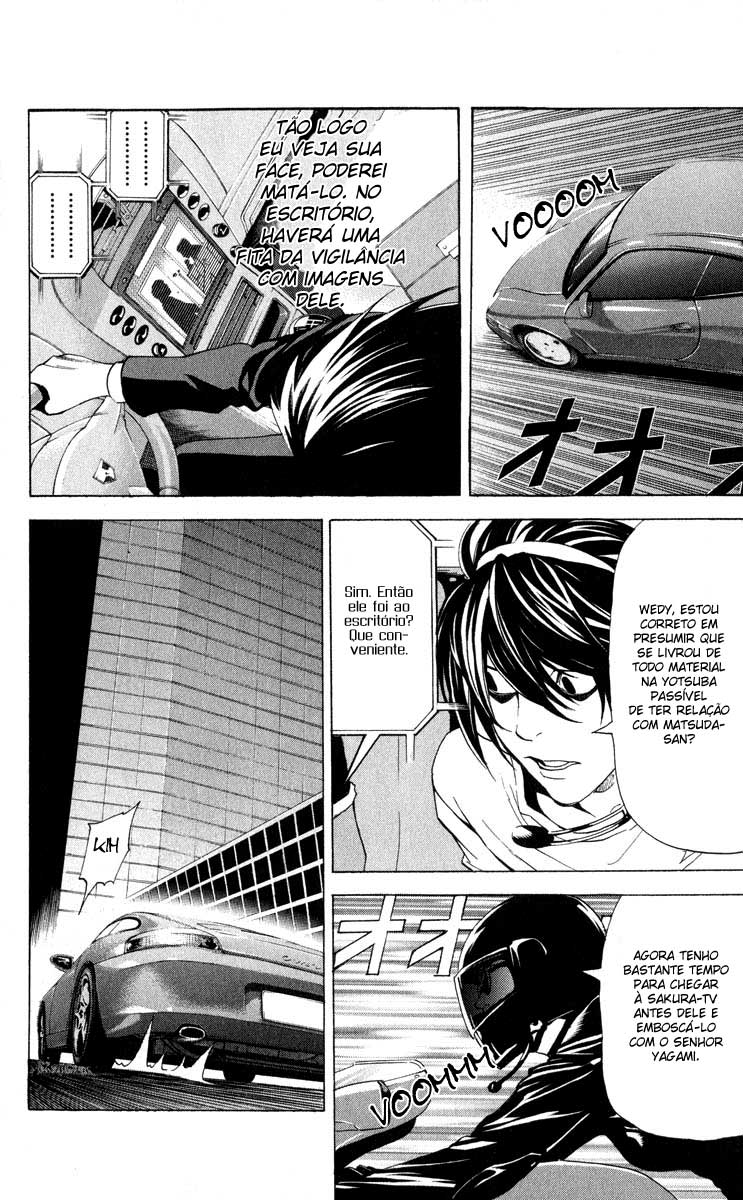 VOOOOM
オオオ
TÃO LOGO
EU VEJA SUA
FACE, PODEREI
MATÁ-LO. NO
ESCRITÓRIO,
HAVERÁ UMA
FITA DA VIGILÂNCIA
COM IMAGENS
DELE.
........
........
WEDY, ESTOU
CORRETO EM
PRESUMIR QUE
SE LIVROU DE
TODO MATERIAL
NA YOTSUBA
PASSÍVEL
DE TER RELAÇÃO
COM MATSUDA-
SAN?
Sim. Então
ele foi ao
escritório?
Que con-
veniente.
AGORA TENHO
BASTANTE TEMPO
PARA CHEGAR
À SAKURA-TV
ANTES DELE E
EMBOSCÁ-LO
COM O SENHOR
YAGAMI.
オオ
VOOMMM
KIH